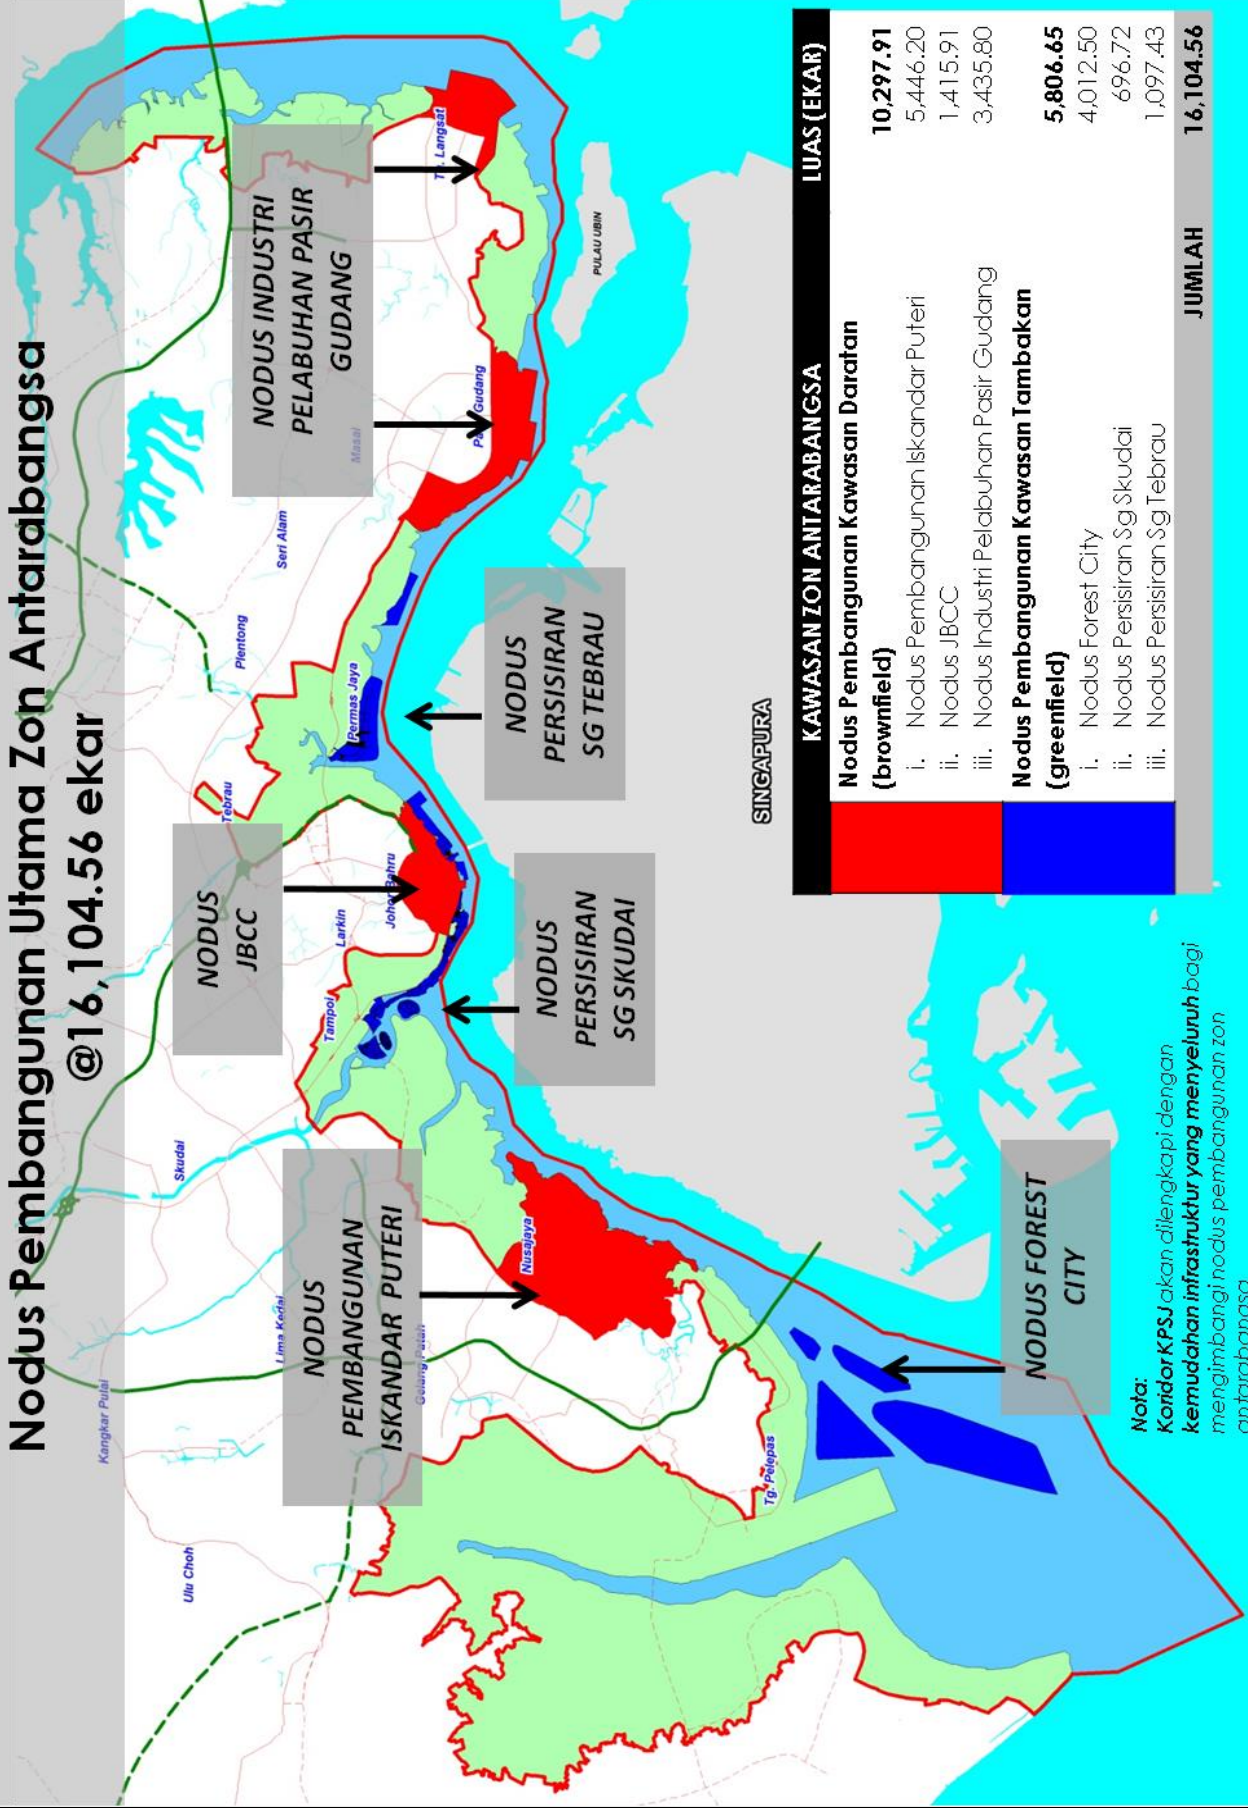 Nodus Pembangunan Utama Zon Antarabangsa
@16,104.56 ekar
NODUS INDUSTRI
PELABUHAN PASIR
GUDANG
NODUS
JBCC
NODUS
PEMBANGUNAN
ISKANDAR PUTERI
NODUS
PERSISIRAN
SG TEBRAU
NODUS
PERSISIRAN
SG SKUDAI
NODUS FOREST
CITY
Kangkar Pulai
Ulu Choh
Skudai
Lima Kedai
Gelang Patah
Nusajaya
Tg. Pelepas
Tampoi
Larkin
Tebrau
Plentong
Permas Jaya
Seri Alam
Masai
Gudang
Langsat
PULAU UBIN
SINGAPURA
KAWASAN ZON ANTARABANGSA LUAS (EKAR)
Nodus Pembangunan Kawasan Daratan
(brownfield) 10,297.91
i. Nodus Pembangunan Iskandar Puteri 5,446.20
ii. Nodus JBCC 1,415.91
iii. Nodus Industri Pelabuhan Pasir Gudang 3,435.80
Nodus Pembangunan Kawasan Tambakan
(greenfield) 5,806.65
i. Nodus Forest City 4,012.50
ii. Nodus Persisiran Sg Skudai 696.72
iii. Nodus Persisiran Sg Tebrau 1,097.43
JUMLAH 16,104.56
Nota:
Koridor KPSJ akan dilengkapi dengan
kemudahan infrastruktur yang menyeluruh bagi
mengimbangi nodus pembangunan zon
antarabangsa